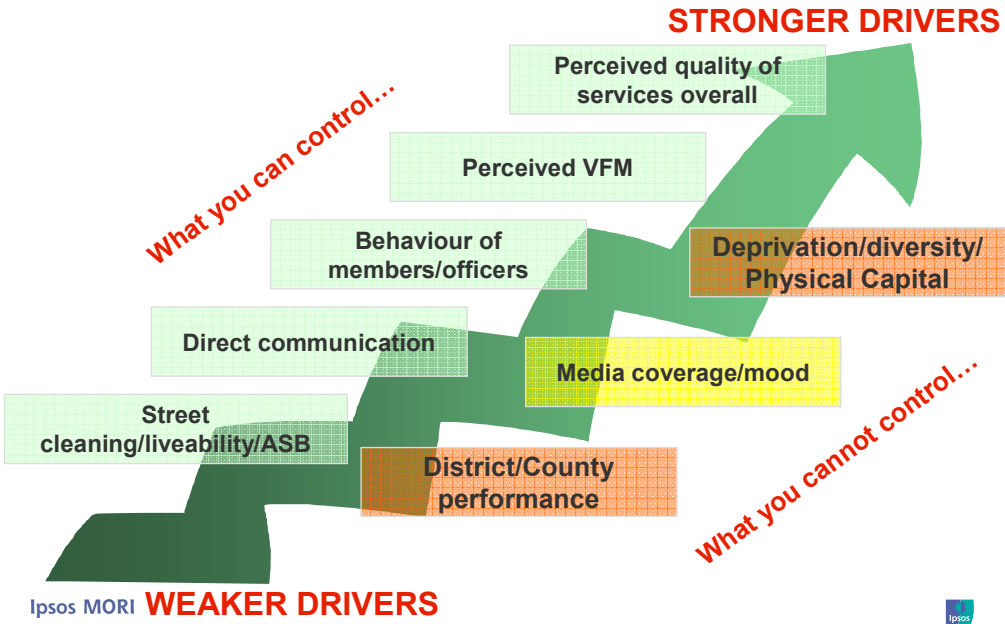 STRONGER DRIVERS
Perceived quality of
services overall
What you can control...
Perceived VFM
Behaviour of
members/officers
Deprivation/diversity/
Physical Capital
Direct communication
Media coverage/mood
What you cannot control...
Street
cleaning/liveability/ASB
District/County
performance
Ipsos MORI WEAKER DRIVERS
Ipsos